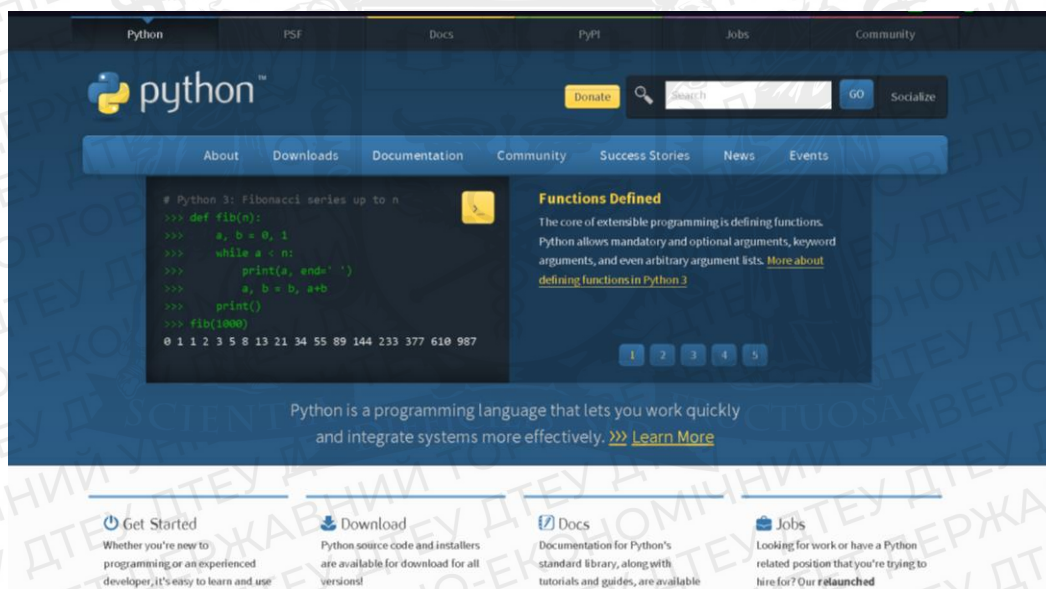 Python PSF Docs PyPI Jobs Community
python™
Donate Search GO Socialize
About Downloads Documentation Community Success Stories News Events
# Python 3: Fibonacci series up to n
>>> def fib(n):
>>>     a, b = 0, 1
>>>     while a < n:
>>>         print(a, end=' ')
>>>         a, b = b, a+b
>>>     print()
>>> fib(1000)
0 1 1 2 3 5 8 13 21 34 55 89 144 233 377 610 987
>_
Functions Defined
The core of extensible programming is defining functions.
Python allows mandatory and optional arguments, keyword
arguments, and even arbitrary argument lists. More about
defining functions in Python 3
1 2 3 4 5
Python is a programming language that lets you work quickly
and integrate systems more effectively. >>> Learn More
Get Started
Whether you're new to
programming or an experienced
developer, it's easy to learn and use
Download
Python source code and installers
are available for download for all
versions!
Docs
Documentation for Python's
standard library, along with
tutorials and guides, are available
Jobs
Looking for work or have a Python
related position that you're trying to
hire for? Our relaunched